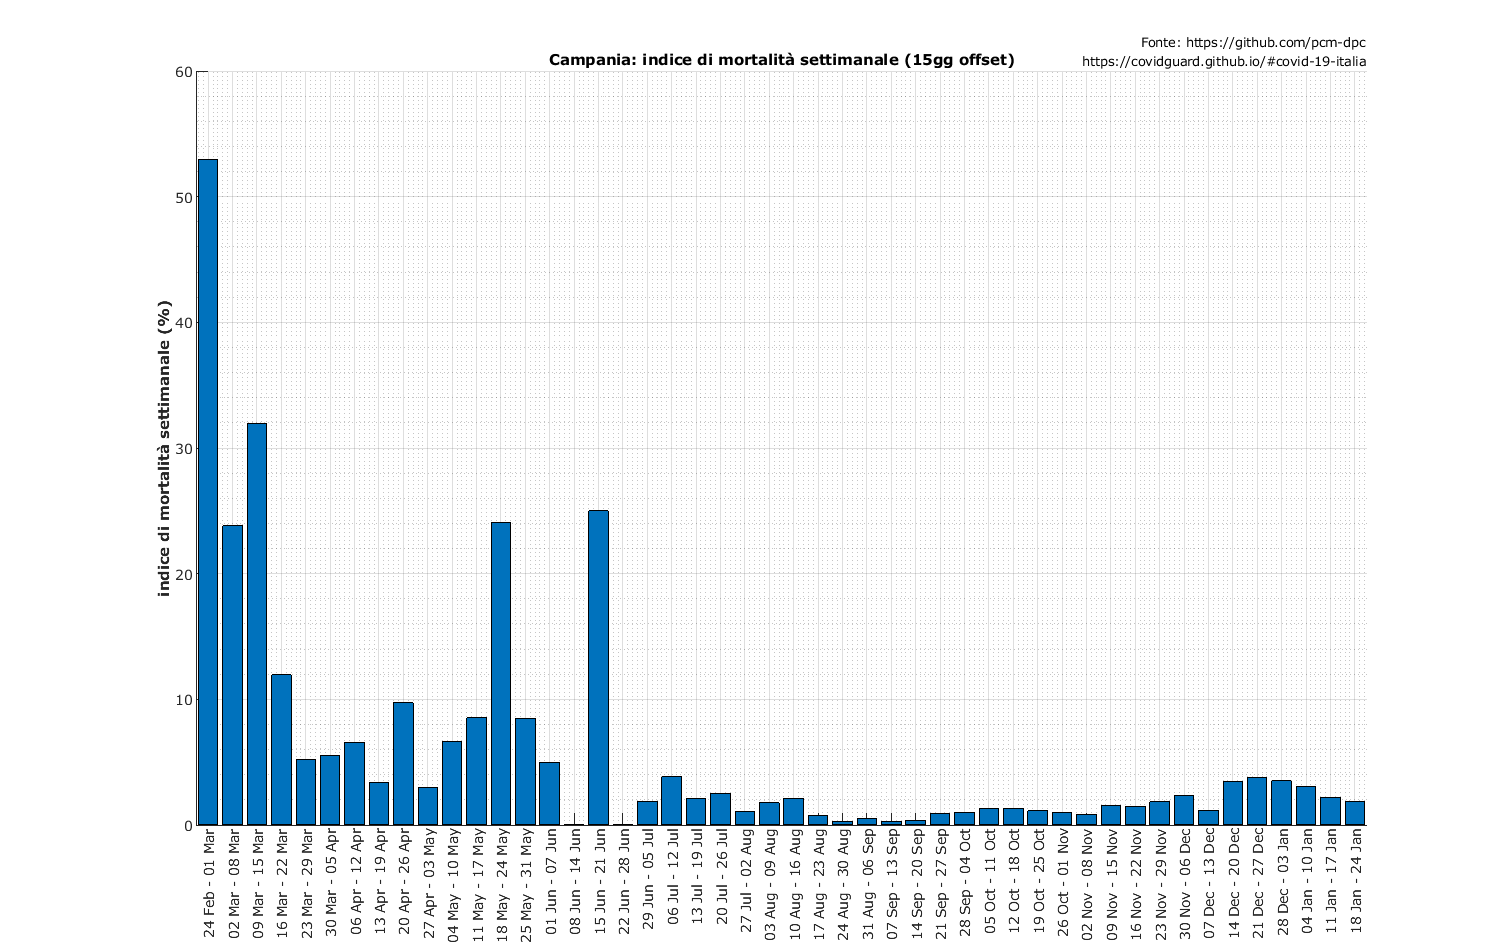 Fonte: https://github.com/pcm-dpc
https://covidguard.github.io/#covid-19-italia
Campania: indice di mortalità settimanale (15gg offset)
indice di mortalità settimanale (%)
60
50
40
30
20
10
0
24 Feb - 01 Mar
02 Mar - 08 Mar
09 Mar - 15 Mar
16 Mar - 22 Mar
23 Mar - 29 Mar
30 Mar - 05 Apr
06 Apr - 12 Apr
13 Apr - 19 Apr
20 Apr - 26 Apr
27 Apr - 03 May
04 May - 10 May
11 May - 17 May
18 May - 24 May
25 May - 31 May
01 Jun - 07 Jun
08 Jun - 14 Jun
15 Jun - 21 Jun
22 Jun - 28 Jun
29 Jun - 05 Jul
06 Jul - 12 Jul
13 Jul - 19 Jul
20 Jul - 26 Jul
27 Jul - 02 Aug
03 Aug - 09 Aug
10 Aug - 16 Aug
17 Aug - 23 Aug
24 Aug - 30 Aug
31 Aug - 06 Sep
07 Sep - 13 Sep
14 Sep - 20 Sep
21 Sep - 27 Sep
28 Sep - 04 Oct
05 Oct - 11 Oct
12 Oct - 18 Oct
19 Oct - 25 Oct
26 Oct - 01 Nov
02 Nov - 08 Nov
09 Nov - 15 Nov
16 Nov - 22 Nov
23 Nov - 29 Nov
30 Nov - 06 Dec
07 Dec - 13 Dec
14 Dec - 20 Dec
21 Dec - 27 Dec
28 Dec - 03 Jan
04 Jan - 10 Jan
11 Jan - 17 Jan
18 Jan - 24 Jan